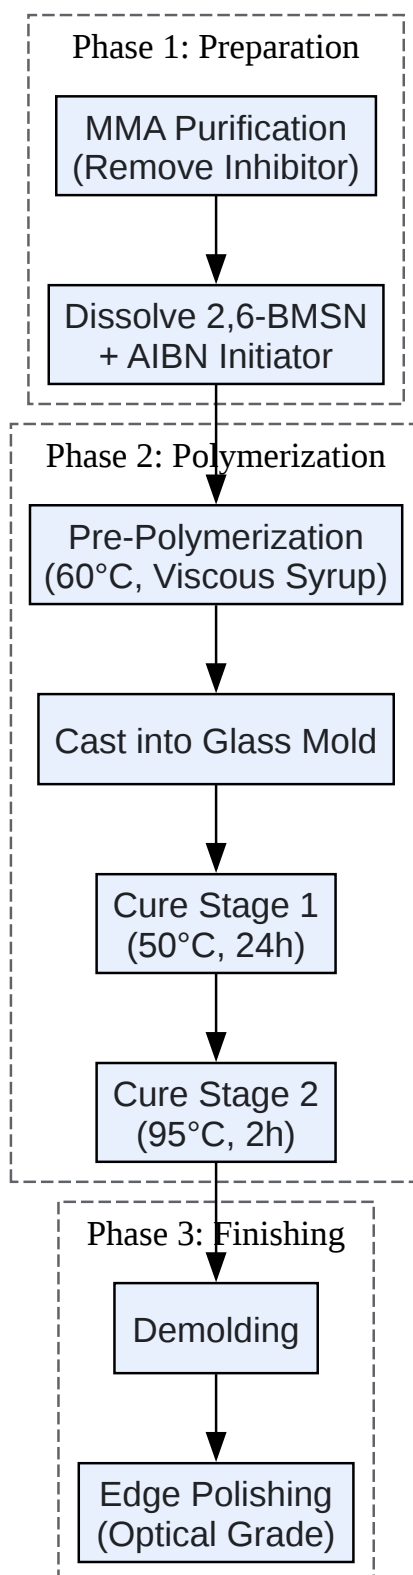 Phase 1: Preparation
MMA Purification
(Remove Inhibitor)
Dissolve 2,6-BMSN
+ AIBN Initiator
Phase 2: Polymerization
Pre-Polymerization
(60°C, Viscous Syrup)
Cast into Glass Mold
Cure Stage 1
(50°C, 24h)
Cure Stage 2
(95°C, 2h)
Phase 3: Finishing
Demolding
Edge Polishing
(Optical Grade)